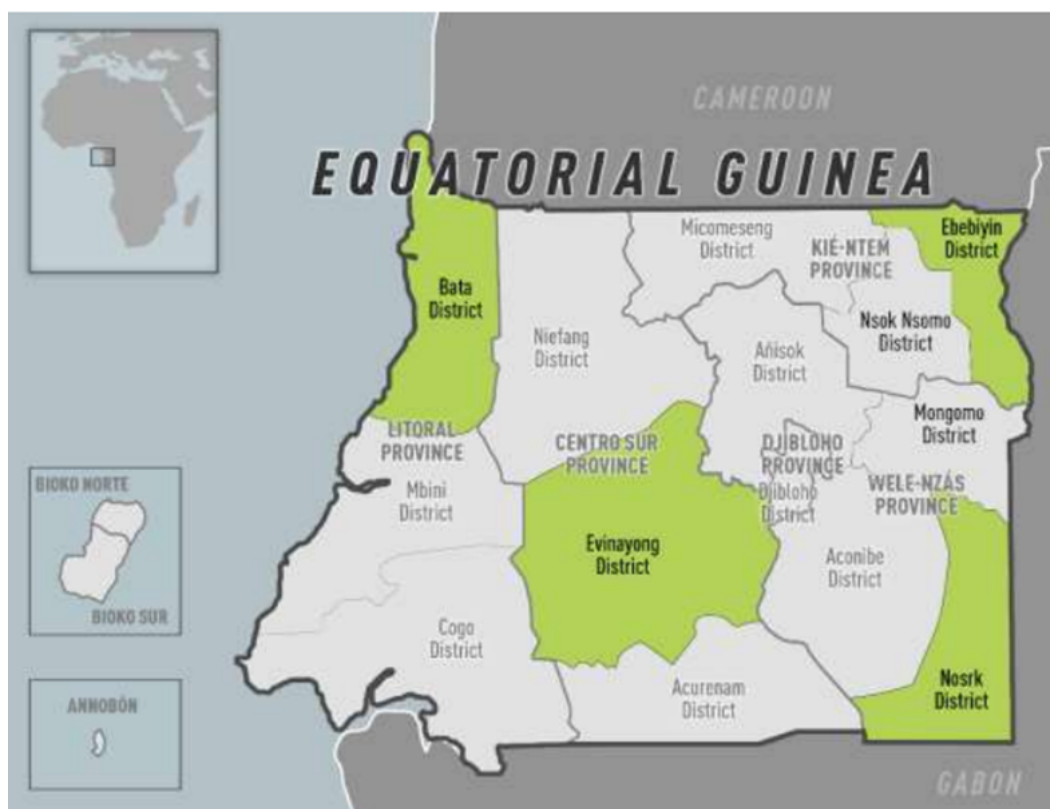 CAMEROON
EQUATORIAL GUINEA
Micomeseng
District
KIÉ-NTEM
PROVINCE
Ebebiyin
District
Bata
District
Niefang
District
Añisok
District
Nsok Nsomo
District
Mongomo
District
LITORAL
PROVINCE
CENTRO SUR
PROVINCE
DJIBLOHO
PROVINCE
WELE-NZÁS
PROVINCE
Mbini
District
Djibloho
District
Evinayong
District
Aconibe
District
BIOKO NORTE
BIOKO SUR
Cogo
District
Acurenam
District
Nosrk
District
ANNOBÓN
GABON